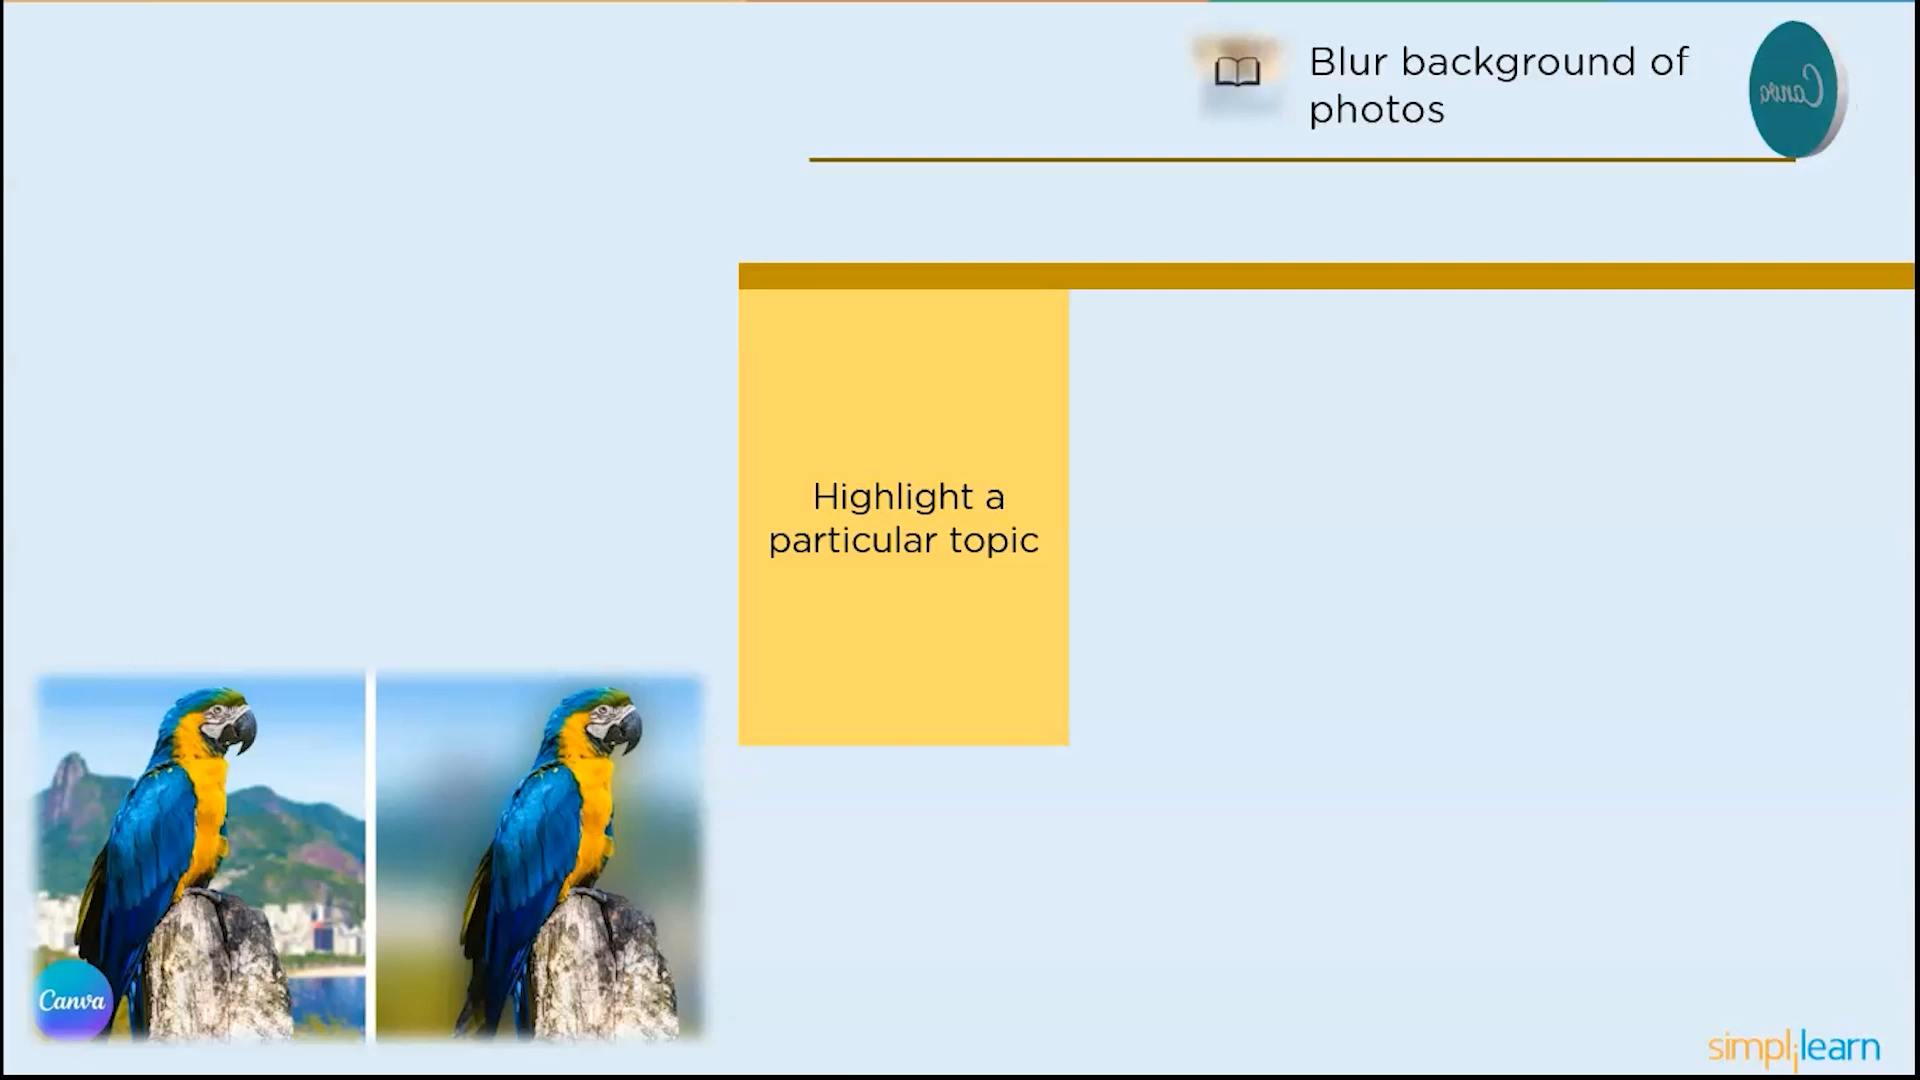 Blur background of
photos
Canva
Highlight a
particular topic
Canva
simplilearn